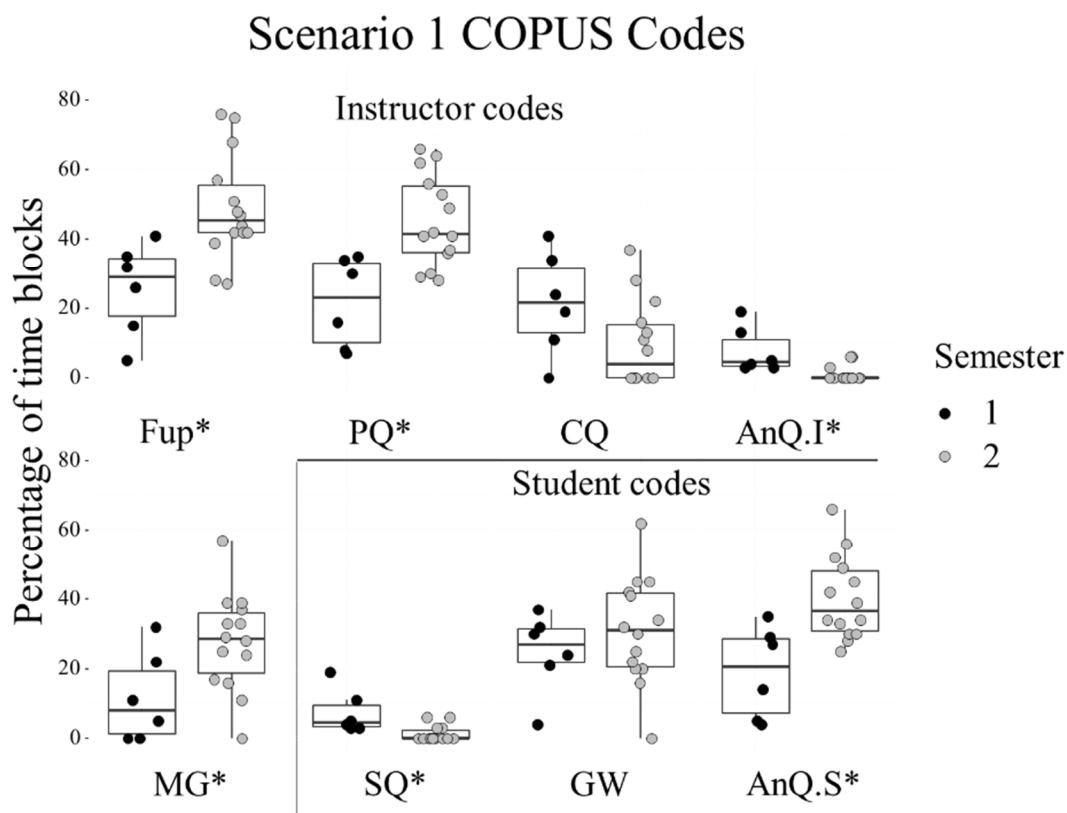 Scenario 1 COPUS Codes
Percentage of time blocks
Instructor codes
80
60
40
20
0
Fup* PQ* CQ AnQ.I*
Semester
1
2
80
Student codes
60
40
20
0
MG* SQ* GW AnQ.S*